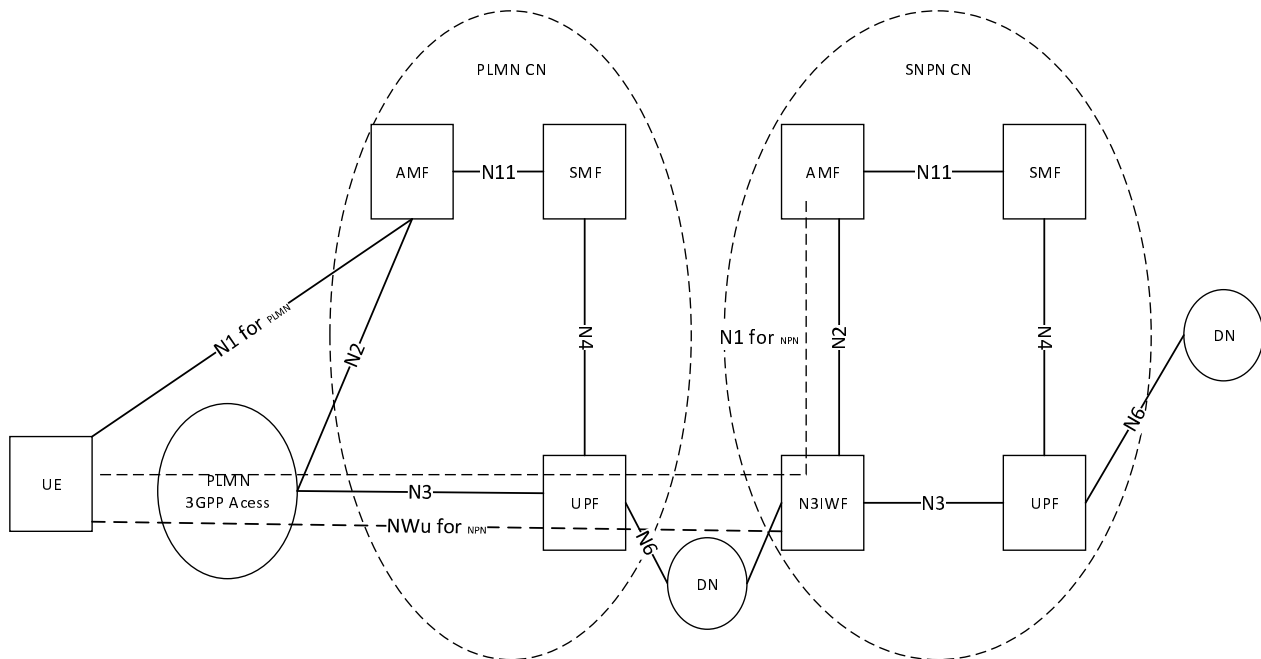 PLMN CN
SNPN CN
AMF
N11
SMF
AMF
N11
SMF
N1 for PLMN
N2
N4
N1 for NPN
N2
N4
DN
N6
UE
PLMN
3GPP Acess
N3
UPF
N3IWF
N3
UPF
NWu for NPN
N6
DN